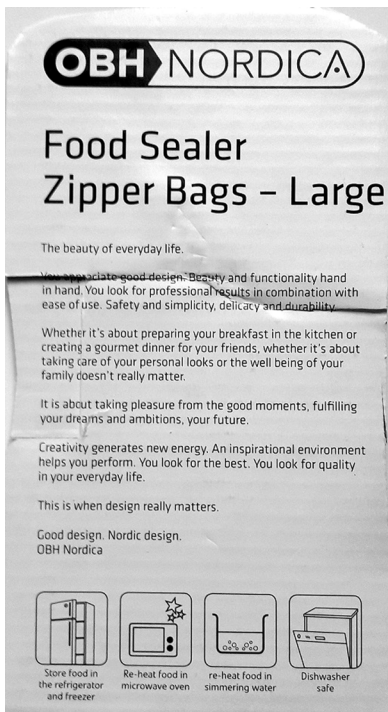 OBH NORDICA
Food Sealer
Zipper Bags – Large
The beauty of everyday life.
You appreciate good design. Beauty and functionality hand
in hand. You look for professional results in combination with
ease of use. Safety and simplicity, delicacy and durability.
Whether it's about preparing your breakfast in the kitchen or
creating a gourmet dinner for your friends, whether it's about
taking care of your personal looks or the well being of your
family doesn't really matter.
It is about taking pleasure from the good moments, fulfilling
your dreams and ambitions, your future.
Creativity generates new energy. An inspirational environment
helps you perform. You look for the best. You look for quality
in your everyday life.
This is when design really matters.
Good design. Nordic design.
OBH Nordica
Store food in
the refrigerator
and freezer
Re-heat food in
microwave oven
re-heat food in
simmering water
Dishwasher
safe